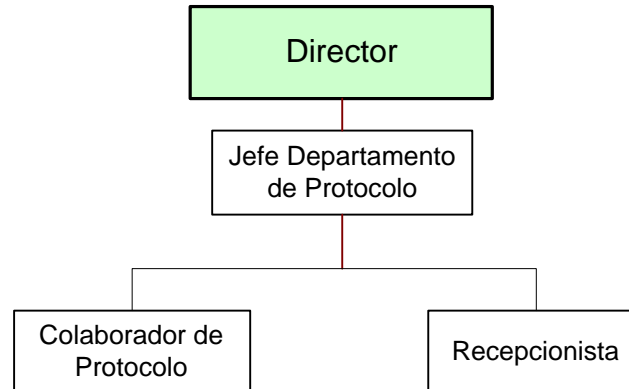 Director
Jefe Departamento
de Protocolo
Colaborador de
Protocolo
Recepcionista